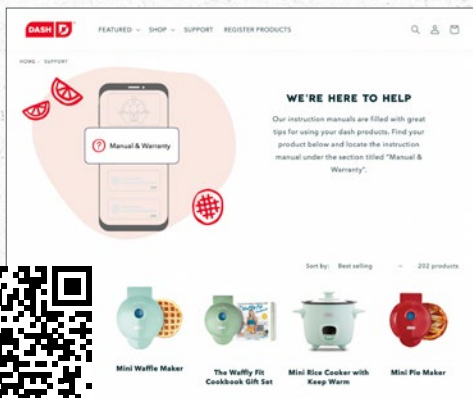 DASH D
FEATURED SHOP SUPPORT REGISTER PRODUCTS
HOME › SUPPORT
WE'RE HERE TO HELP
Our instruction manuals are filled with great
tips for using your dash products. Find your
product below and locate the instruction
manual under the section titled "Manual &
Warranty".
? Manual & Warranty
Sort by: Best selling 202 products
Mini Waffle Maker
The Waffly Fit
Cookbook Gift Set
Mini Rice Cooker with
Keep Warm
Mini Pie Maker